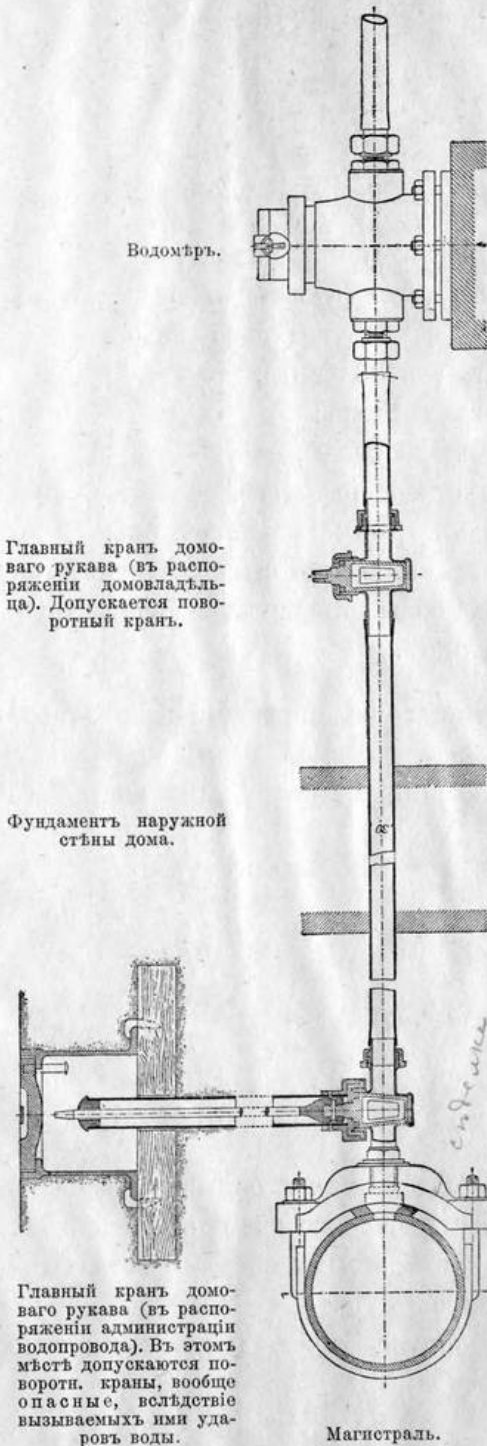 Водомѣръ.
Главный кранъ домо-
ваго рукава (въ распо-
ряженіи домовладѣль-
ца). Допускается пово-
ротный кранъ.
Фундаментъ наружной
стѣны дома.
Главный кранъ домо-
ваго рукава (въ распо-
ряженіи администраціи
водопровода). Въ этомъ
мѣстѣ допускаются по-
воротн. краны, вообще
опасные, вслѣдствіе
вызываемыхъ ими уда-
ровъ воды.
Магистраль.